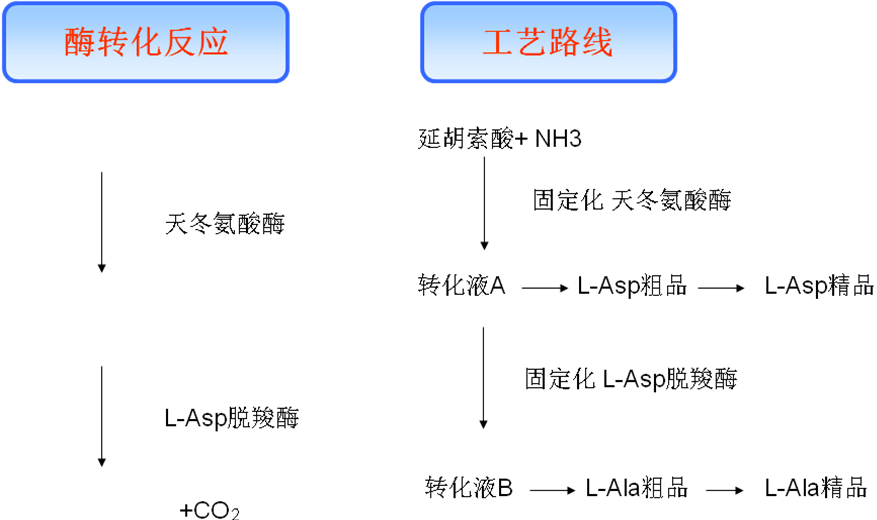 酶转化反应
工艺路线
延胡索酸+ NH3
天冬氨酸酶
固定化 天冬氨酸酶
转化液A
L-Asp粗品
L-Asp精品
L-Asp脱羧酶
固定化 L-Asp脱羧酶
转化液B
L-Ala粗品
L-Ala精品
+CO₂